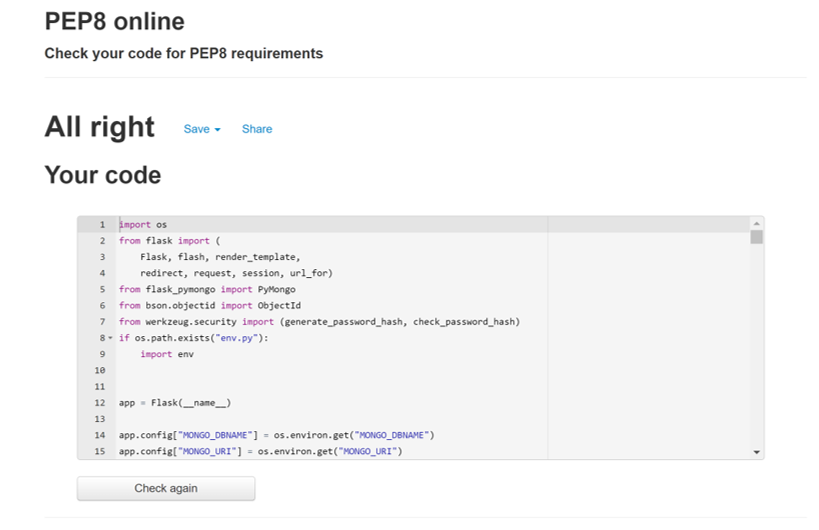 PEP8 online
Check your code for PEP8 requirements
All right Save Share
Your code
1 import os
2 from flask import (
3     Flask, flash, render_template,
4     redirect, request, session, url_for)
5 from flask_pymongo import PyMongo
6 from bson.objectid import ObjectId
7 from werkzeug.security import (generate_password_hash, check_password_hash)
8 if os.path.exists("env.py"):
9     import env
10
11
12 app = Flask(__name__)
13
14 app.config["MONGO_DBNAME"] = os.environ.get("MONGO_DBNAME")
15 app.config["MONGO_URI"] = os.environ.get("MONGO_URI")
Check again